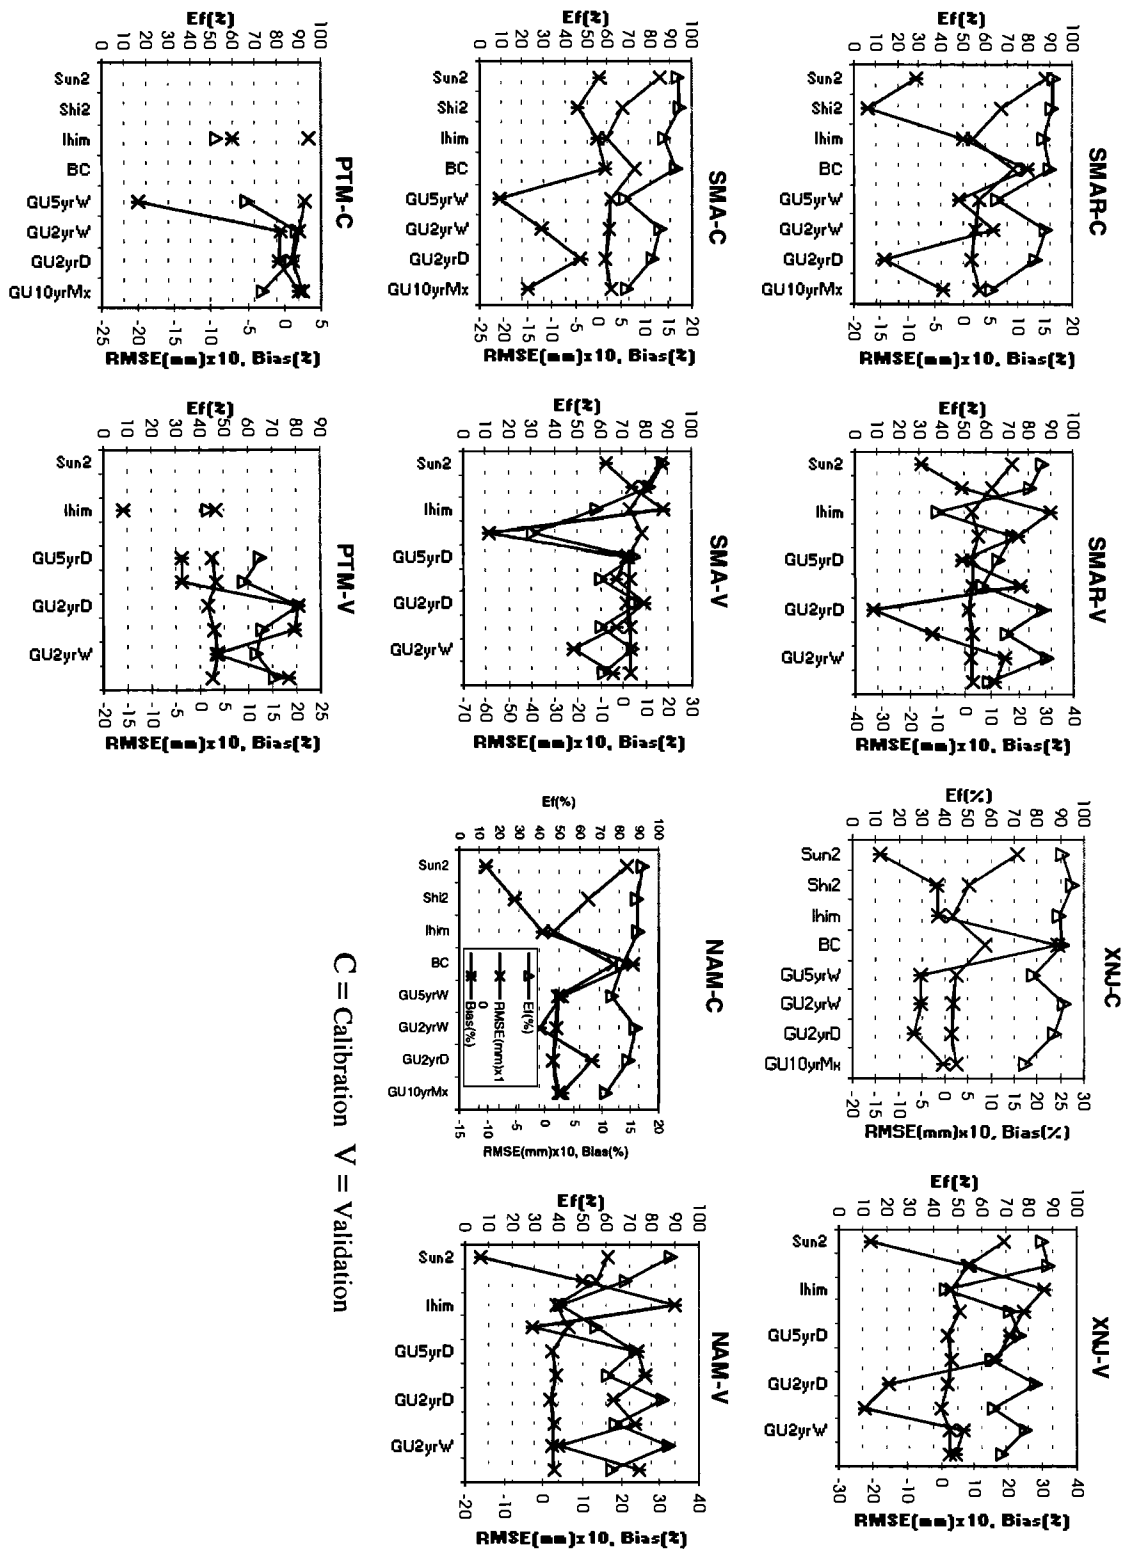 SMAR-C
Ef(%)
100
90
80
70
60
50
40
30
20
10
0
20
15
10
5
0
-5
-10
-15
-20
RMSE(mm)x10, Bias(%)
Sun2
Shi2
Ihim
BC
GU5yrW
GU2yrW
GU2yrD
GU10yrMx
SMAR-V
Ef(%)
100
90
80
70
60
50
40
30
20
10
0
40
30
20
10
0
-10
-20
-30
-40
RMSE(mm)x10, Bias(%)
Sun2
Ihim
GU5yrD
GU2yrD
GU2yrW
XNJ-C
Ef(%)
100
90
80
70
60
50
40
30
20
10
0
30
25
20
15
10
5
0
-5
-10
-15
-20
RMSE(mm)x10, Bias(%)
Sun2
Shi2
Ihim
BC
GU5yrW
GU2yrW
GU2yrD
GU10yrMx
XNJ-V
Ef(%)
100
90
80
70
60
50
40
30
20
10
0
40
30
20
10
0
-10
-20
-30
RMSE(mm)x10, Bias(%)
Sun2
Ihim
GU5yrD
GU2yrD
GU2yrW
SMA-C
Ef(%)
100
90
80
70
60
50
40
30
20
10
0
20
15
10
5
0
-5
-10
-15
-20
-25
-30
RMSE(mm)x10, Bias(%)
Sun2
Shi2
Ihim
BC
GU5yrW
GU2yrW
GU2yrD
GU10yrMx
SMA-V
Ef(%)
100
90
80
70
60
50
40
30
20
10
0
30
20
10
0
-10
-20
-30
-40
-50
-60
-70
RMSE(mm)x10, Bias(%)
Sun2
Ihim
GU5yrD
GU2yrD
GU2yrW
NAM-C
Ef(%)
100
90
80
70
60
50
40
30
20
10
0
20
15
10
5
0
-5
-10
-15
RMSE(mm)x10, Bias(%)
Ef(%)
RMSE(mm)x1
0
Bias(%)
Sun2
Shi2
Ihim
BC
GU5yrW
GU2yrW
GU2yrD
GU10yrMx
NAM-V
Ef(%)
100
90
80
70
60
50
40
30
20
10
0
40
30
20
10
0
-10
-20
RMSE(mm)x10, Bias(%)
Sun2
Ihim
GU5yrD
GU2yrD
GU2yrW
PTM-C
Ef(%)
100
90
80
70
60
50
40
30
20
10
0
5
0
-5
-10
-15
-20
-25
RMSE(mm)x10, Bias(%)
Sun2
Shi2
Ihim
BC
GU5yrW
GU2yrW
GU2yrD
GU10yrMx
PTM-V
Ef(%)
90
80
70
60
50
40
30
20
10
0
25
20
15
10
5
0
-5
-10
-15
-20
RMSE(mm)x10, Bias(%)
Sun2
Ihim
GU5yrD
GU2yrD
GU2yrW
C = Calibration V = Validation